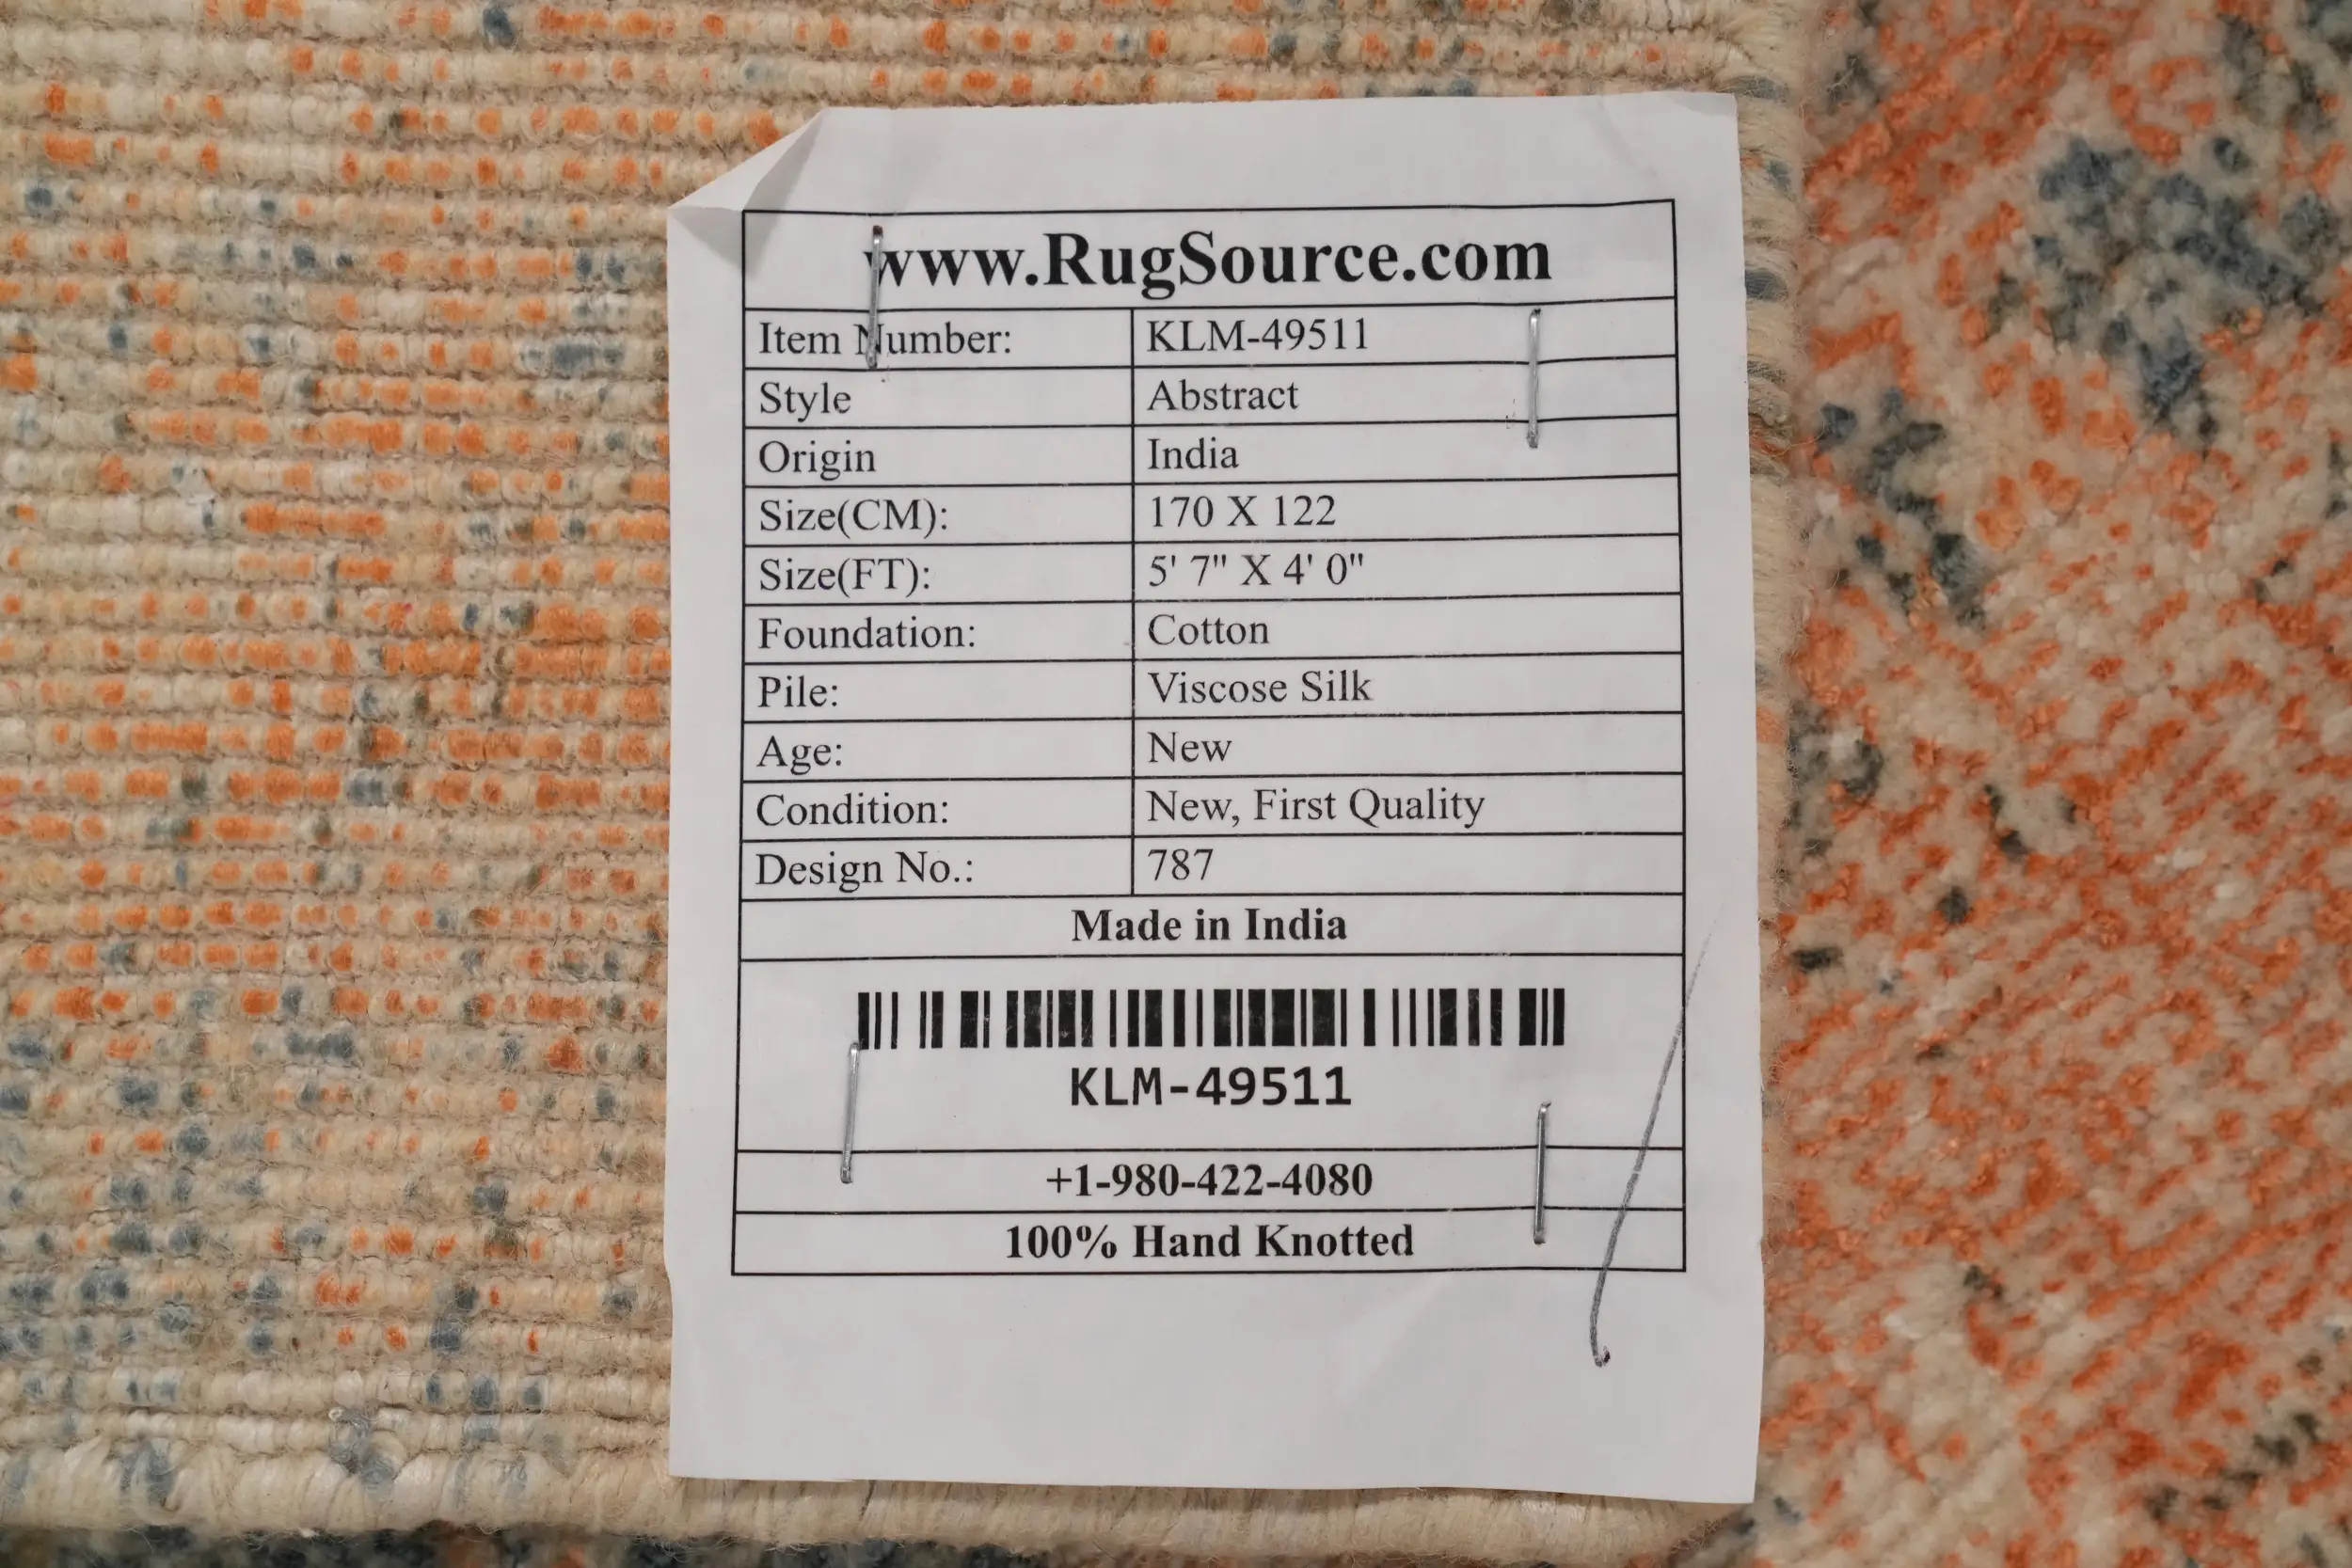 www.RugSource.com
Item Number: KLM-49511
Style Abstract
Origin India
Size(CM): 170 X 122
Size(FT): 5' 7" X 4' 0"
Foundation: Cotton
Pile: Viscose Silk
Age: New
Condition: New, First Quality
Design No.: 787
Made in India
KLM-49511
+1-980-422-4080
100% Hand Knotted